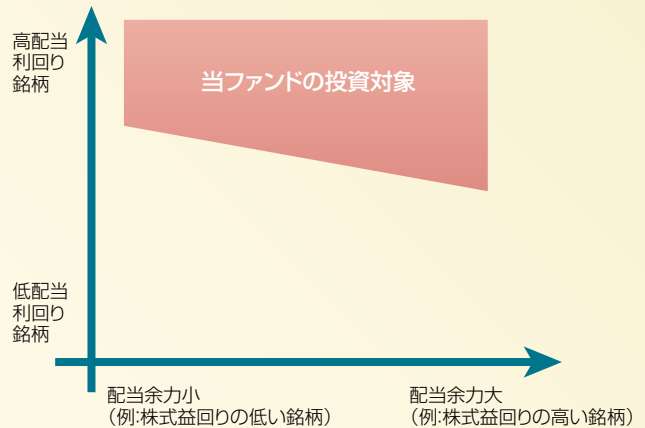 高配当
利回り
銘柄
当ファンドの投資対象
低配当
利回り
銘柄
配当余力小
(例:株式益回りの低い銘柄)
配当余力大
(例:株式益回りの高い銘柄)